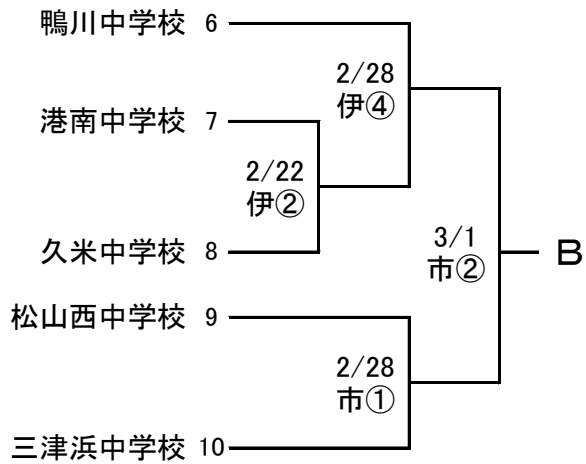 鴨川中学校 6
2/28
伊④
港南中学校 7
2/22
伊②
久米中学校 8
3/1
市②
B
松山西中学校 9
2/28
市①
三津浜中学校 10